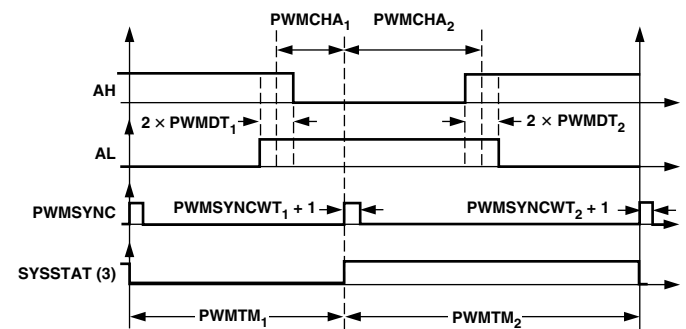 PWMCHA1 PWMCHA2
AH
2 × PWMDT1 2 × PWMDT2
AL
PWMSYNC PWMSYNCWT1 + 1 PWMSYNCWT2 + 1
SYSSTAT (3)
PWMTM1 PWMTM2